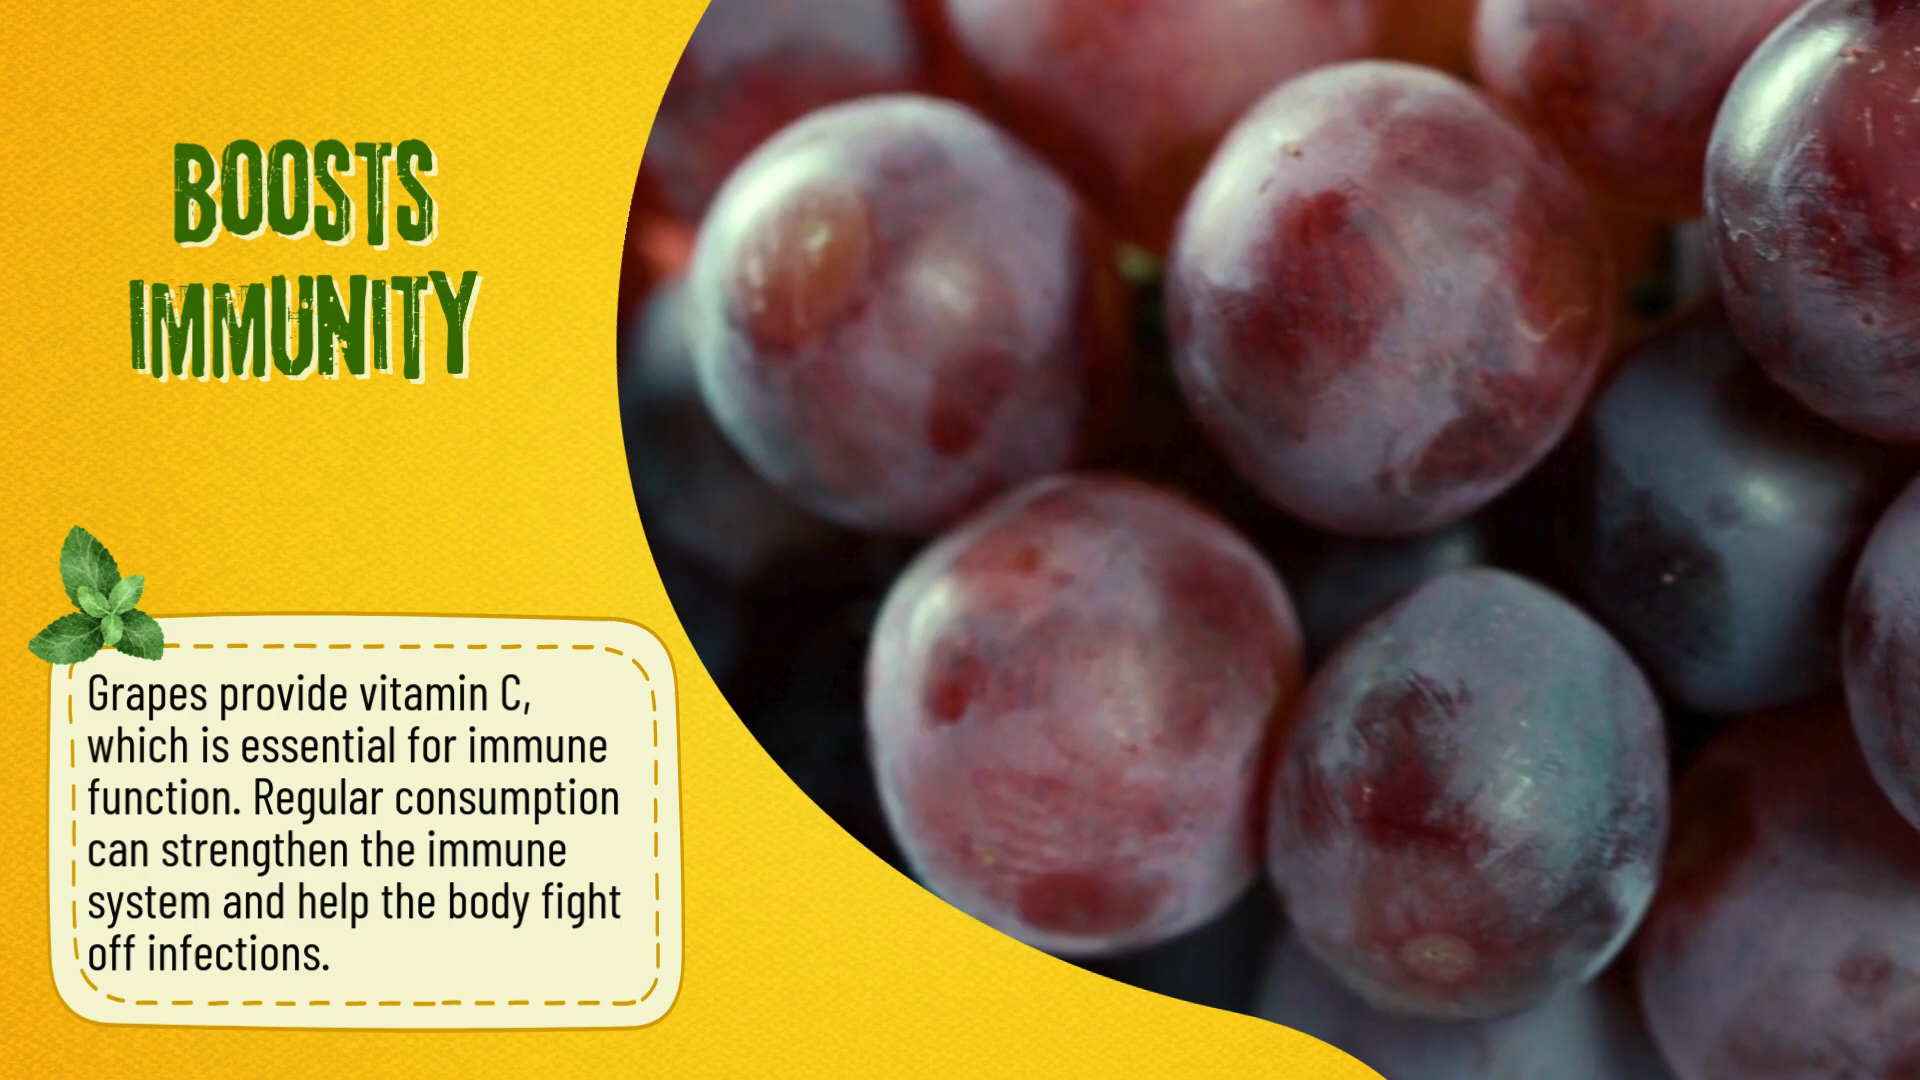 BOOSTS
IMMUNITY
Grapes provide vitamin C,
which is essential for immune
function. Regular consumption
can strengthen the immune
system and help the body fight
off infections.